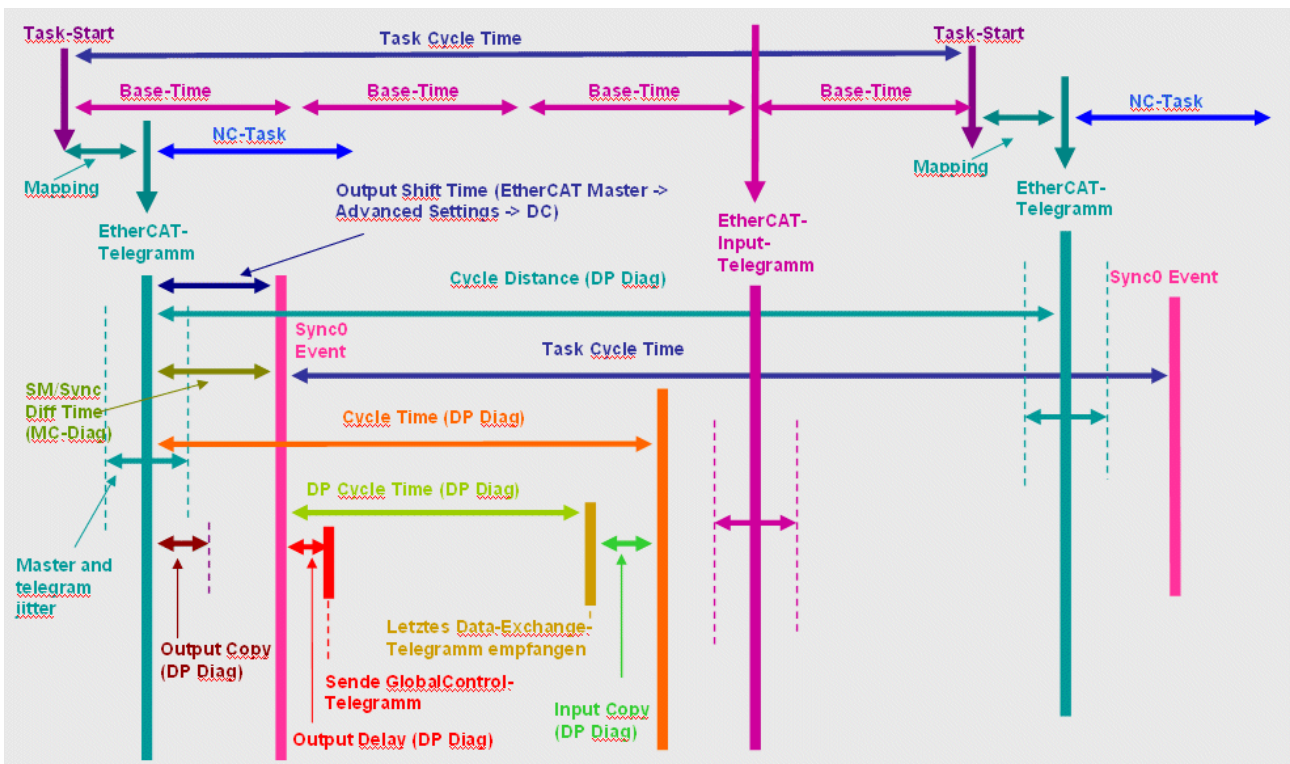 Task-Start
Task Cycle Time
Task-Start
Base-Time
Base-Time
Base-Time
Base-Time
NC-Task
NC-Task
Mapping
Mapping
Output Shift Time (EtherCAT Master ->
Advanced Settings -> DC)
EtherCAT-
Telegramm
EtherCAT-
Input-
Telegramm
EtherCAT-
Telegramm
Cycle Distance (DP Diag)
Sync0 Event
Sync0
Event
Task Cycle Time
SM/Sync
Diff Time
(MC-Diag)
Cycle Time (DP Diag)
DP Cycle Time (DP Diag)
Master and
telegram
jitter
Output Copy
(DP Diag)
Letztes Data-Exchange-
Telegramm empfangen
Sende GlobalControl-
Telegramm
Input Copy
(DP Diag)
Output Delay (DP Diag)